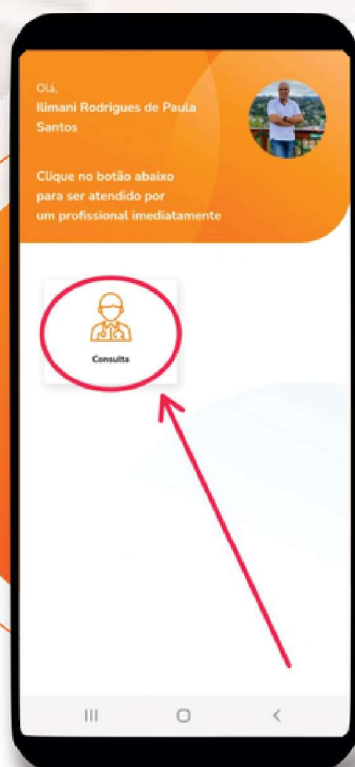 Olá,
Ilimani Rodrigues de Paula
Santos
Clique no botão abaixo
para ser atendido por
um profissional imediatamente
Consulta